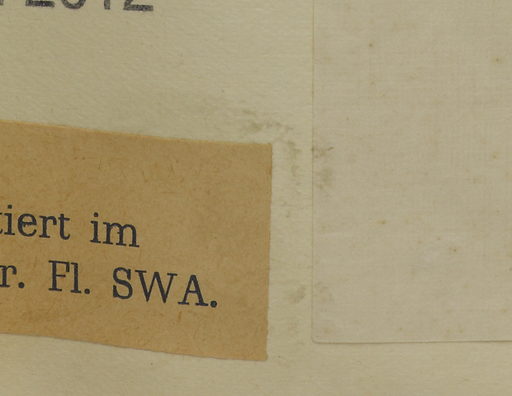 tiert im
r. Fl. SWA.